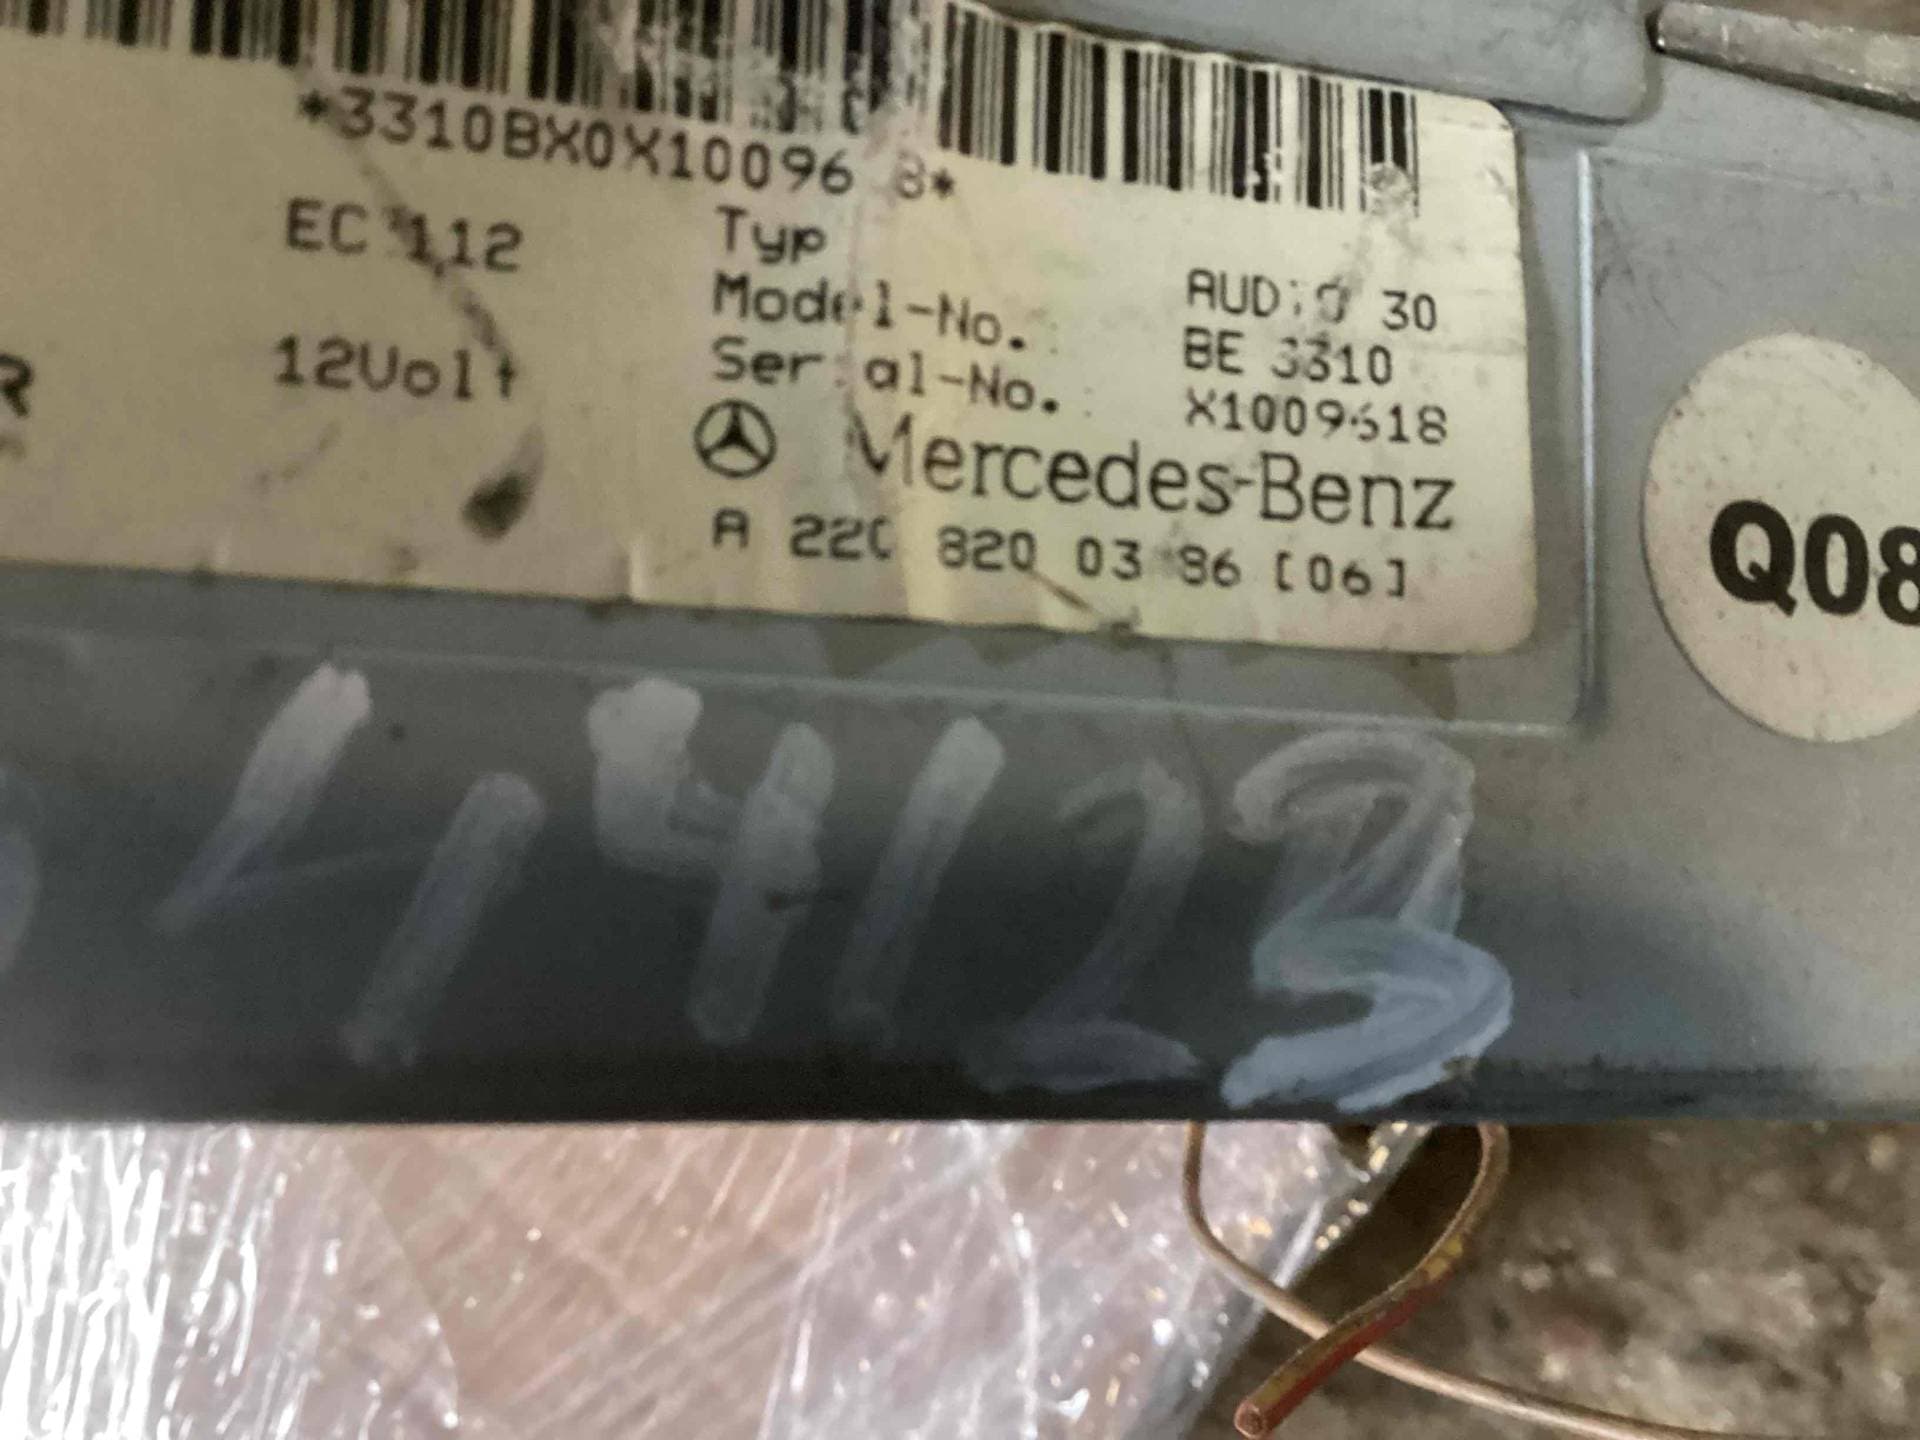 *3310BX0X10096 8*
EC 112
Typ
AUDIO 30
Model-No.
BE 3310
12Volt
Serial-No.
X1009618
R
Mercedes-Benz
A 220 820 03 86 [06]
Q08
14123